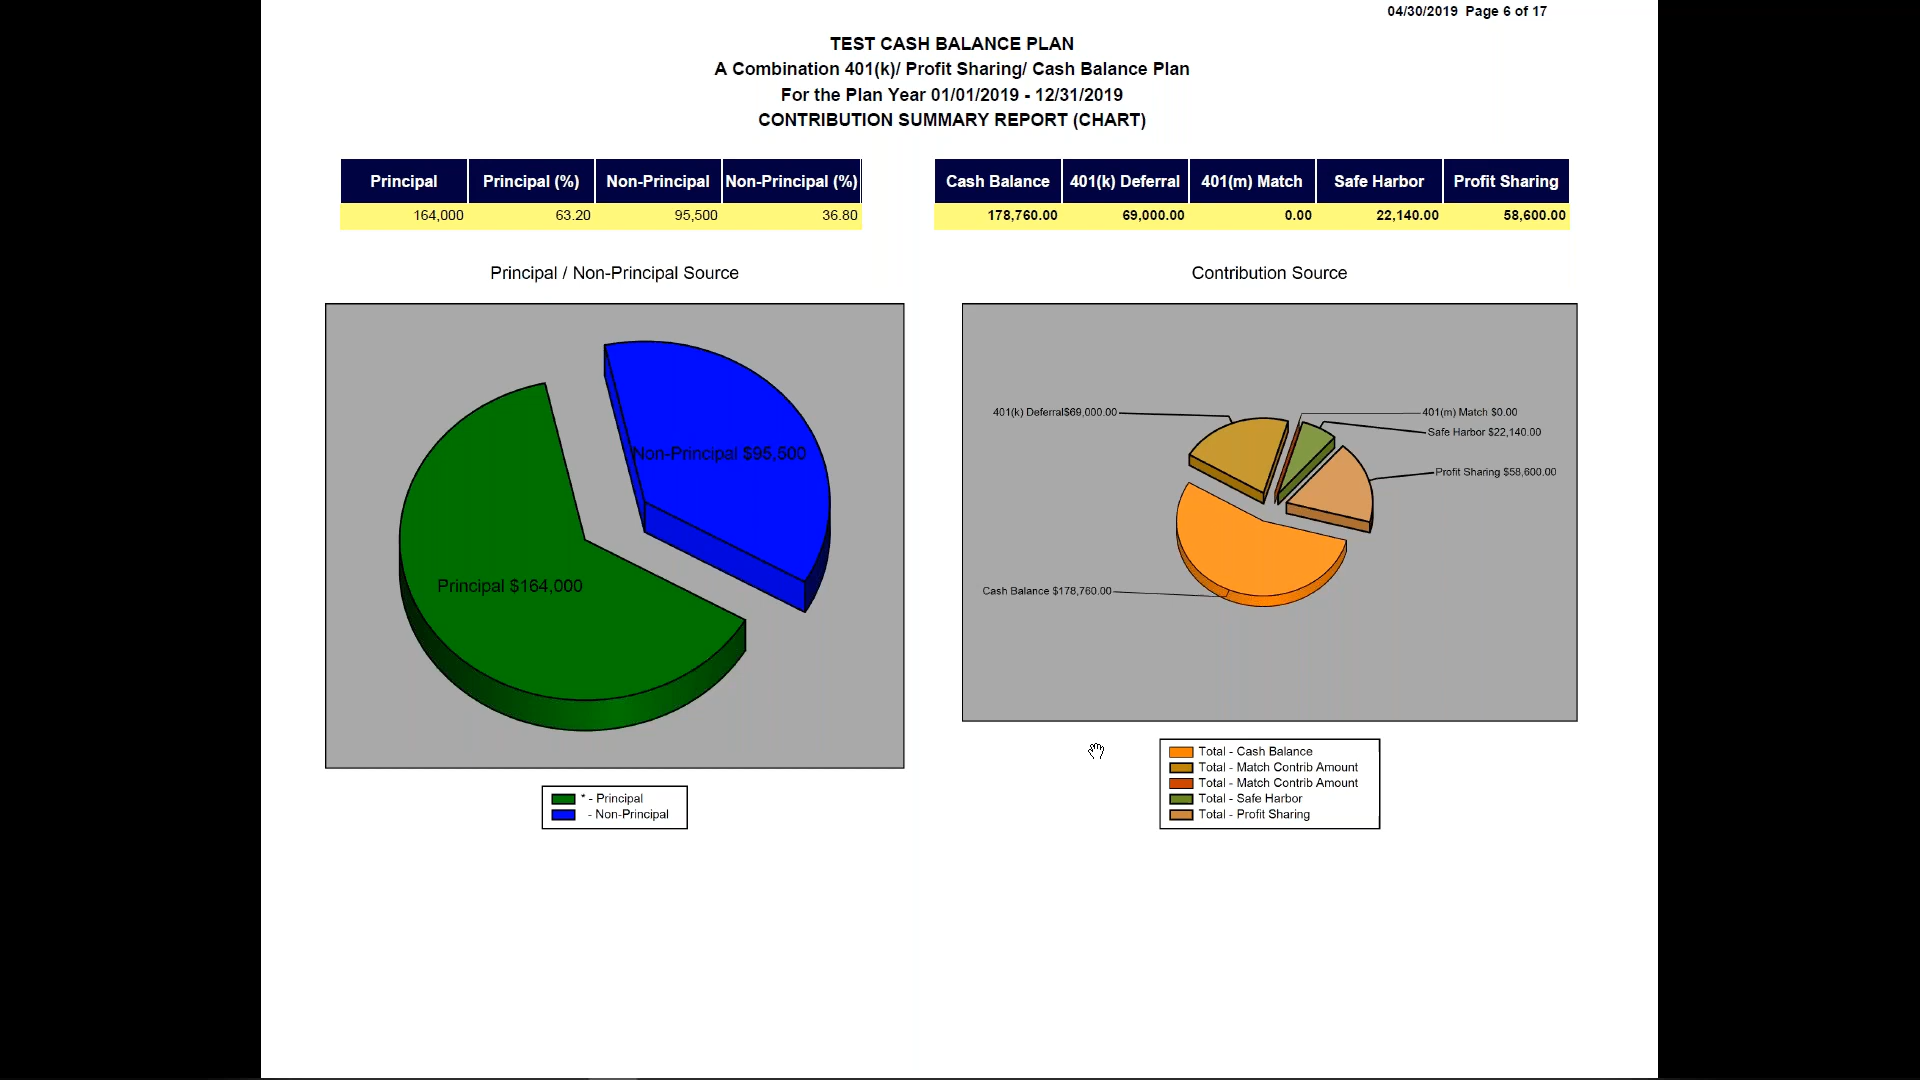 04/30/2019 Page 6 of 17
TEST CASH BALANCE PLAN
A Combination 401(k)/ Profit Sharing/ Cash Balance Plan
For the Plan Year 01/01/2019 - 12/31/2019
CONTRIBUTION SUMMARY REPORT (CHART)
Principal Principal (%) Non-Principal Non-Principal (%)
164,000 63.20 95,500 36.80
Cash Balance 401(k) Deferral 401(m) Match Safe Harbor Profit Sharing
178,760.00 69,000.00 0.00 22,140.00 58,600.00
Principal / Non-Principal Source
Non-Principal $95,500
Principal $164,000
* - Principal
- Non-Principal
Contribution Source
401(k) Deferral$69,000.00
401(m) Match $0.00
Safe Harbor $22,140.00
Profit Sharing $58,600.00
Cash Balance $178,760.00
Total - Cash Balance
Total - Match Contrib Amount
Total - Match Contrib Amount
Total - Safe Harbor
Total - Profit Sharing